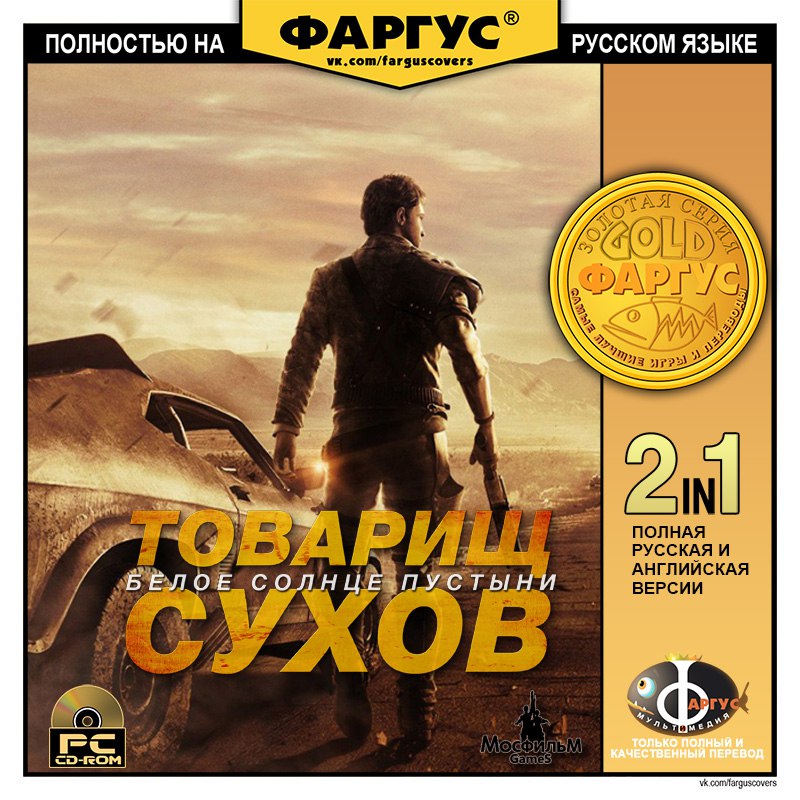 ПОЛНОСТЬЮ НА
ФАРГУС®
vk.com/farguscovers
РУССКОМ ЯЗЫКЕ
ЗОЛОТАЯ СЕРИЯ
GOLD
ФАРГУС
САМЫЕ ЛУЧШИЕ ИГРЫ И ПЕРЕВОДЫ
2IN1
ПОЛНАЯ
РУССКАЯ И
АНГЛИЙСКАЯ
ВЕРСИИ
ТОВАРИЩ
БЕЛОЕ СОЛНЦЕ ПУСТЫНИ
СУХОВ
PC
CD-ROM
МОСФИЛЬМ
GameS
ФАРГУС
МУЛЬТИМЕДИЯ
ТОЛЬКО ПОЛНЫЙ И
КАЧЕСТВЕННЫЙ ПЕРЕВОД
vk.com/farguscovers